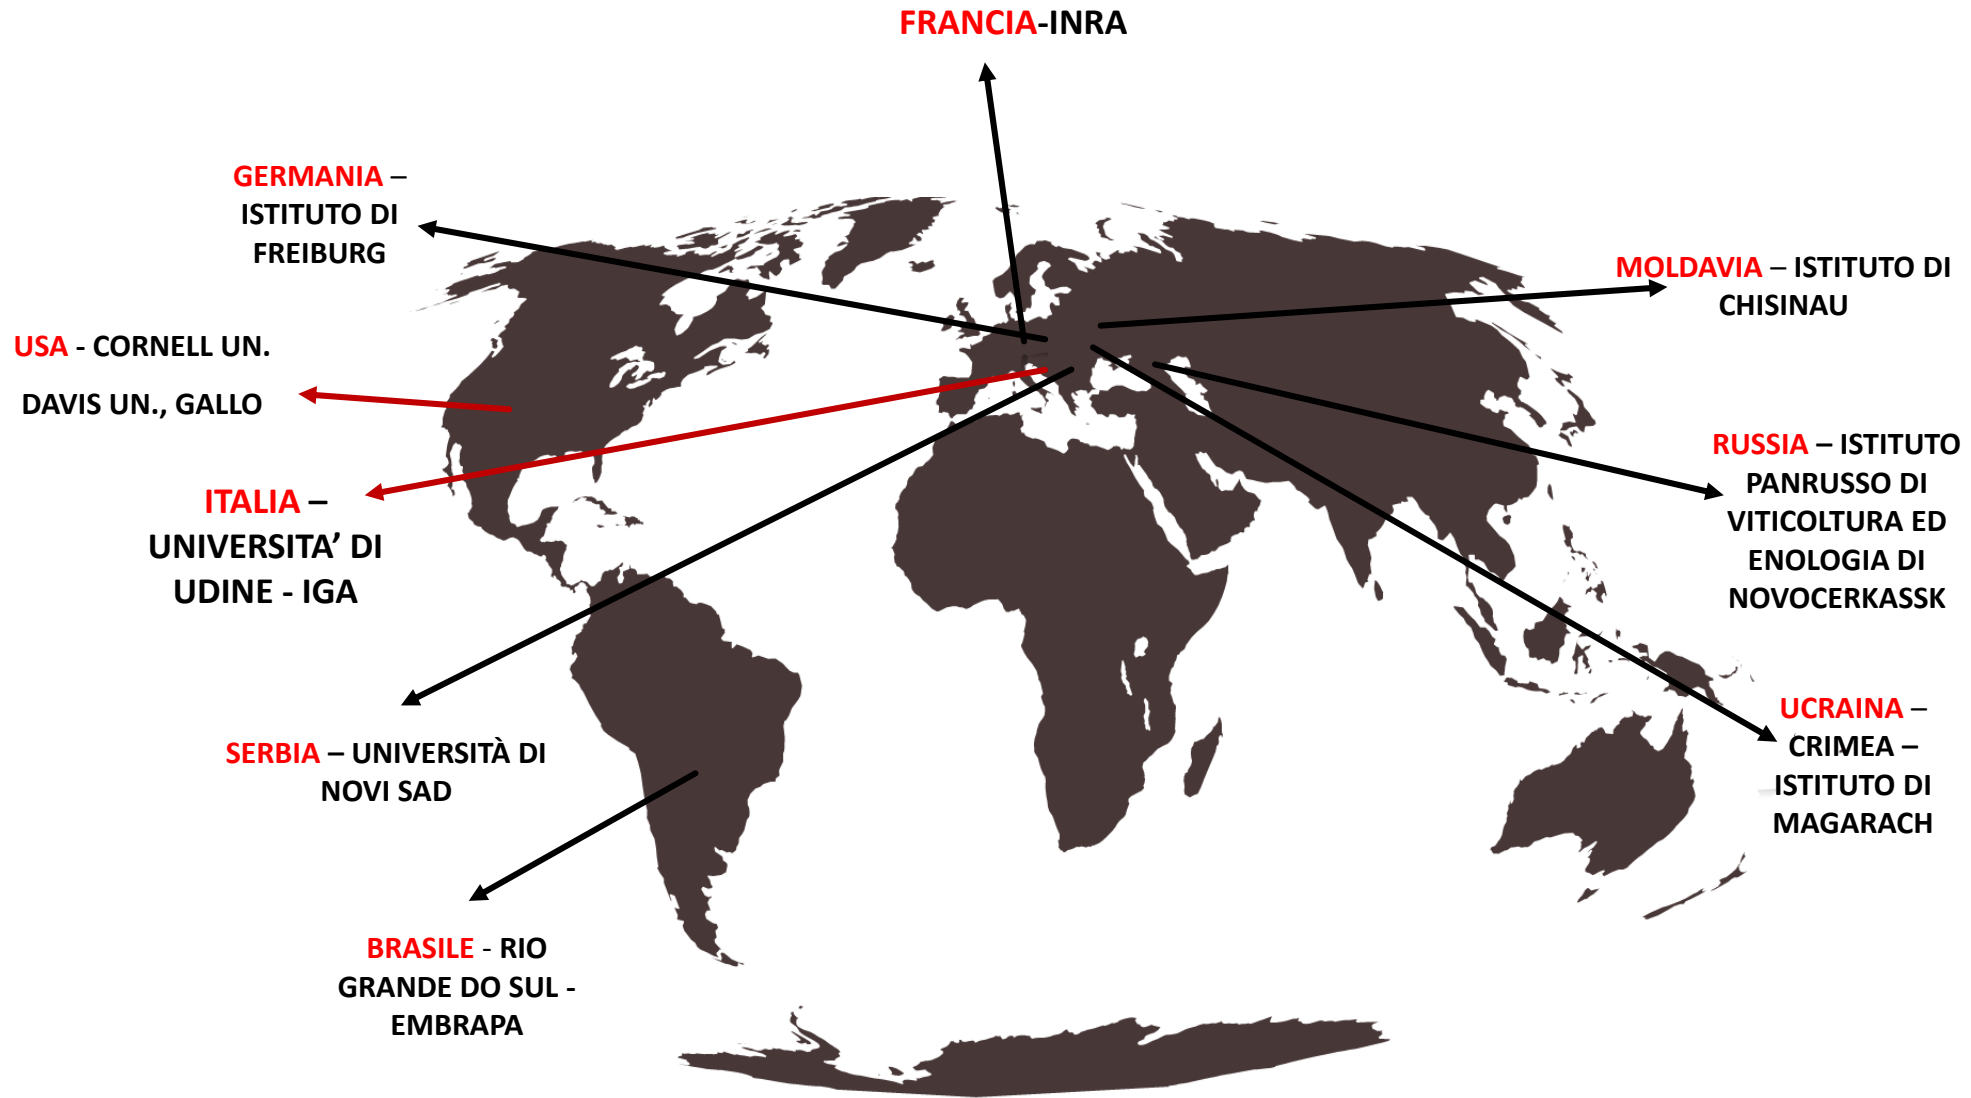 FRANCIA-INRA
GERMANIA –
ISTITUTO DI
FREIBURG
MOLDAVIA – ISTITUTO DI
CHISINAU
USA - CORNELL UN.
DAVIS UN., GALLO
RUSSIA – ISTITUTO
PANRUSSO DI
VITICOLTURA ED
ENOLOGIA DI
NOVOCERKASSK
ITALIA –
UNIVERSITA’ DI
UDINE - IGA
UCRAINA –
CRIMEA –
ISTITUTO DI
MAGARACH
SERBIA – UNIVERSITÀ DI
NOVI SAD
BRASILE - RIO
GRANDE DO SUL -
EMBRAPA